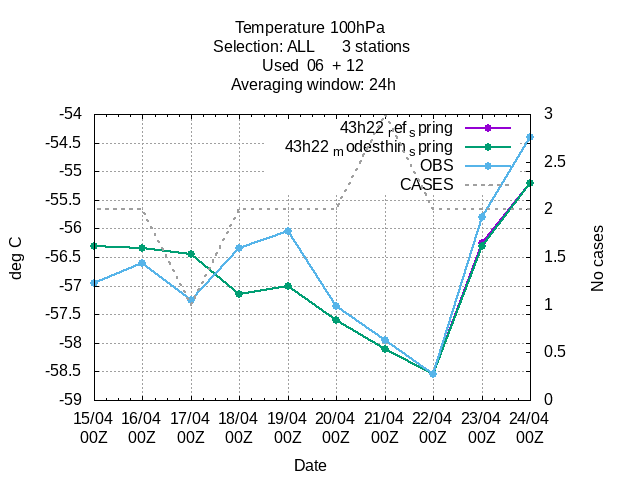 Temperature 100hPa
Selection: ALL 3 stations
Used 06 + 12
Averaging window: 24h
-54
-54.5
-55
-55.5
-56
-56.5
-57
-57.5
-58
-58.5
-59
deg C
43h22 refspring
43h22 modesthinspring
OBS
CASES
3
2.5
2
1.5
1
0.5
0
No cases
15/04 16/04 17/04 18/04 19/04 20/04 21/04 22/04 23/04 24/04
00Z 00Z 00Z 00Z 00Z 00Z 00Z 00Z 00Z 00Z
Date